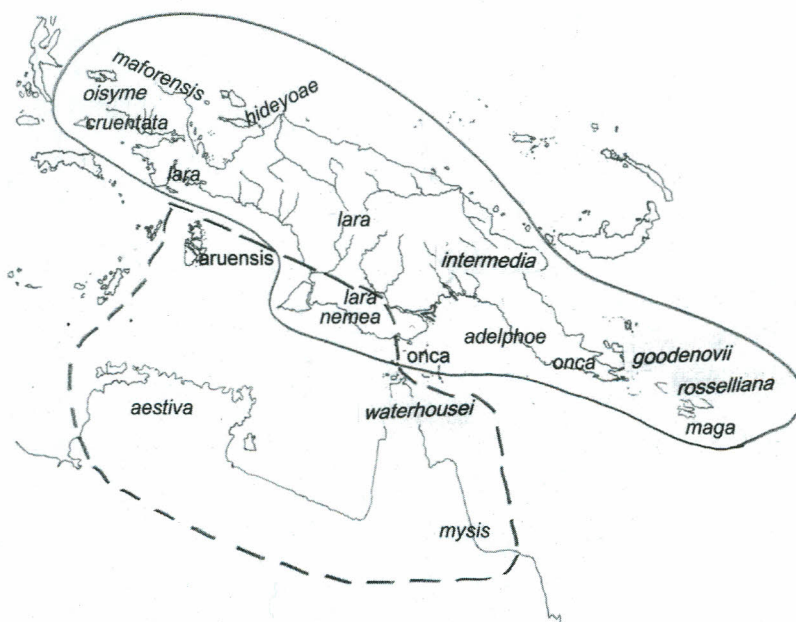 maforensis
oisyme
hideyoae
cruentata
lara
lara
aruensis
intermedia
lara
nemea
adelphoe
onca
onca
goodenovii
rosselliana
maga
aestiva
waterhousei
mysis